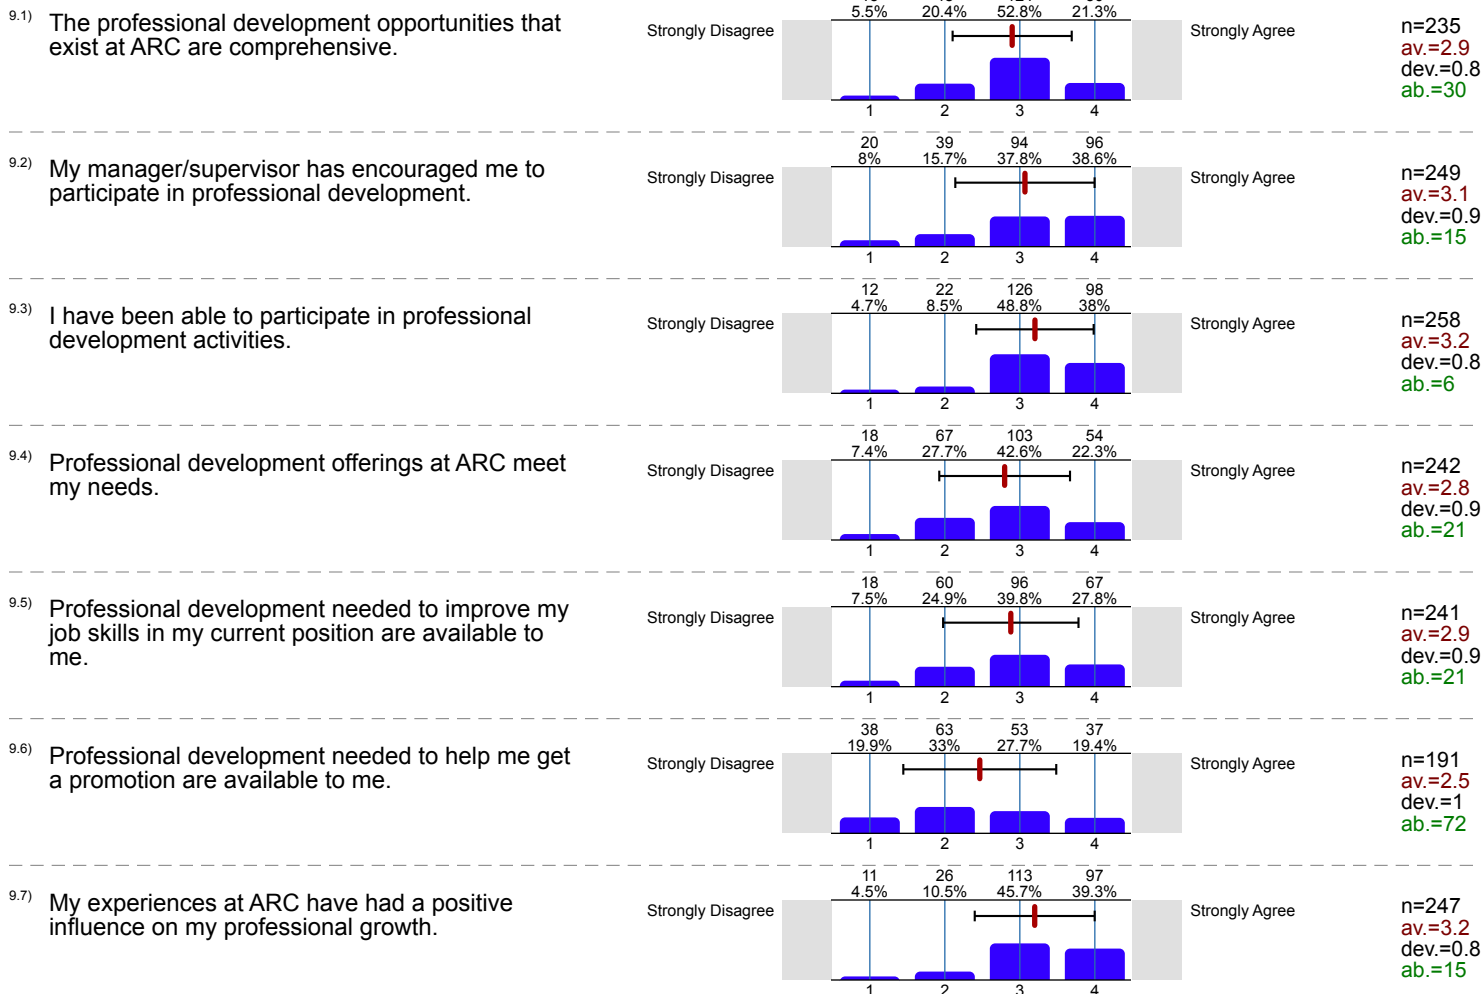 5.5% 20.4% 52.8% 21.3%
9.1) The professional development opportunities that
exist at ARC are comprehensive.
Strongly Disagree
Strongly Agree
n=235
av.=2.9
dev.=0.8
ab.=30
1 2 3 4
20 39 94 96
8% 15.7% 37.8% 38.6%
9.2) My manager/supervisor has encouraged me to
participate in professional development.
Strongly Disagree
Strongly Agree
n=249
av.=3.1
dev.=0.9
ab.=15
1 2 3 4
12 22 126 98
4.7% 8.5% 48.8% 38%
9.3) I have been able to participate in professional
development activities.
Strongly Disagree
Strongly Agree
n=258
av.=3.2
dev.=0.8
ab.=6
1 2 3 4
18 67 103 54
7.4% 27.7% 42.6% 22.3%
9.4) Professional development offerings at ARC meet
my needs.
Strongly Disagree
Strongly Agree
n=242
av.=2.8
dev.=0.9
ab.=21
1 2 3 4
18 60 96 67
7.5% 24.9% 39.8% 27.8%
9.5) Professional development needed to improve my
job skills in my current position are available to
me.
Strongly Disagree
Strongly Agree
n=241
av.=2.9
dev.=0.9
ab.=21
1 2 3 4
38 63 53 37
19.9% 33% 27.7% 19.4%
9.6) Professional development needed to help me get
a promotion are available to me.
Strongly Disagree
Strongly Agree
n=191
av.=2.5
dev.=1
ab.=72
1 2 3 4
11 26 113 97
4.5% 10.5% 45.7% 39.3%
9.7) My experiences at ARC have had a positive
influence on my professional growth.
Strongly Disagree
Strongly Agree
n=247
av.=3.2
dev.=0.8
ab.=15
1 2 3 4